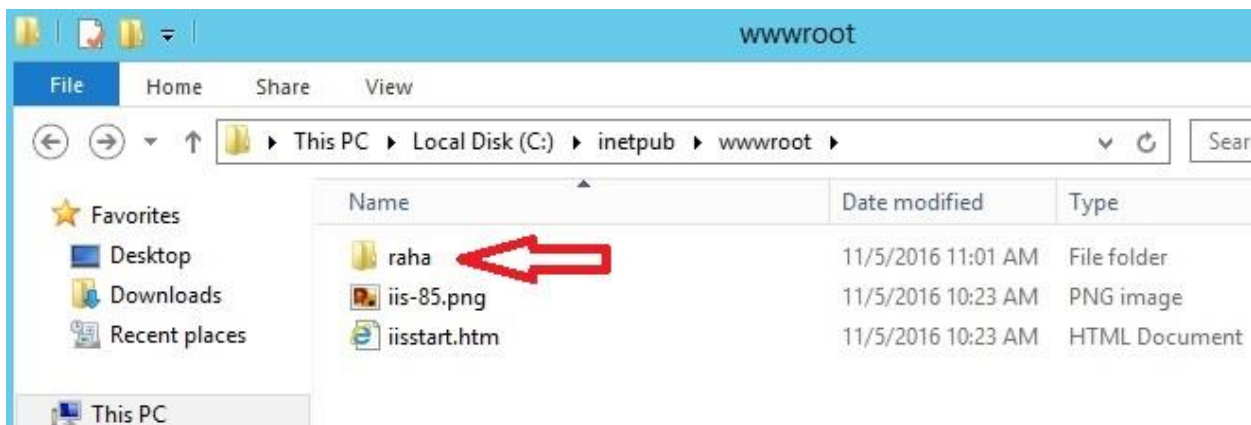 wwwroot
File Home Share View
This PC Local Disk (C:) inetpub wwwroot Sear
Name Date modified Type
Favorites
Desktop
Downloads
Recent places
This PC
raha 11/5/2016 11:01 AM File folder
iis-85.png 11/5/2016 10:23 AM PNG image
iisstart.htm 11/5/2016 10:23 AM HTML Document